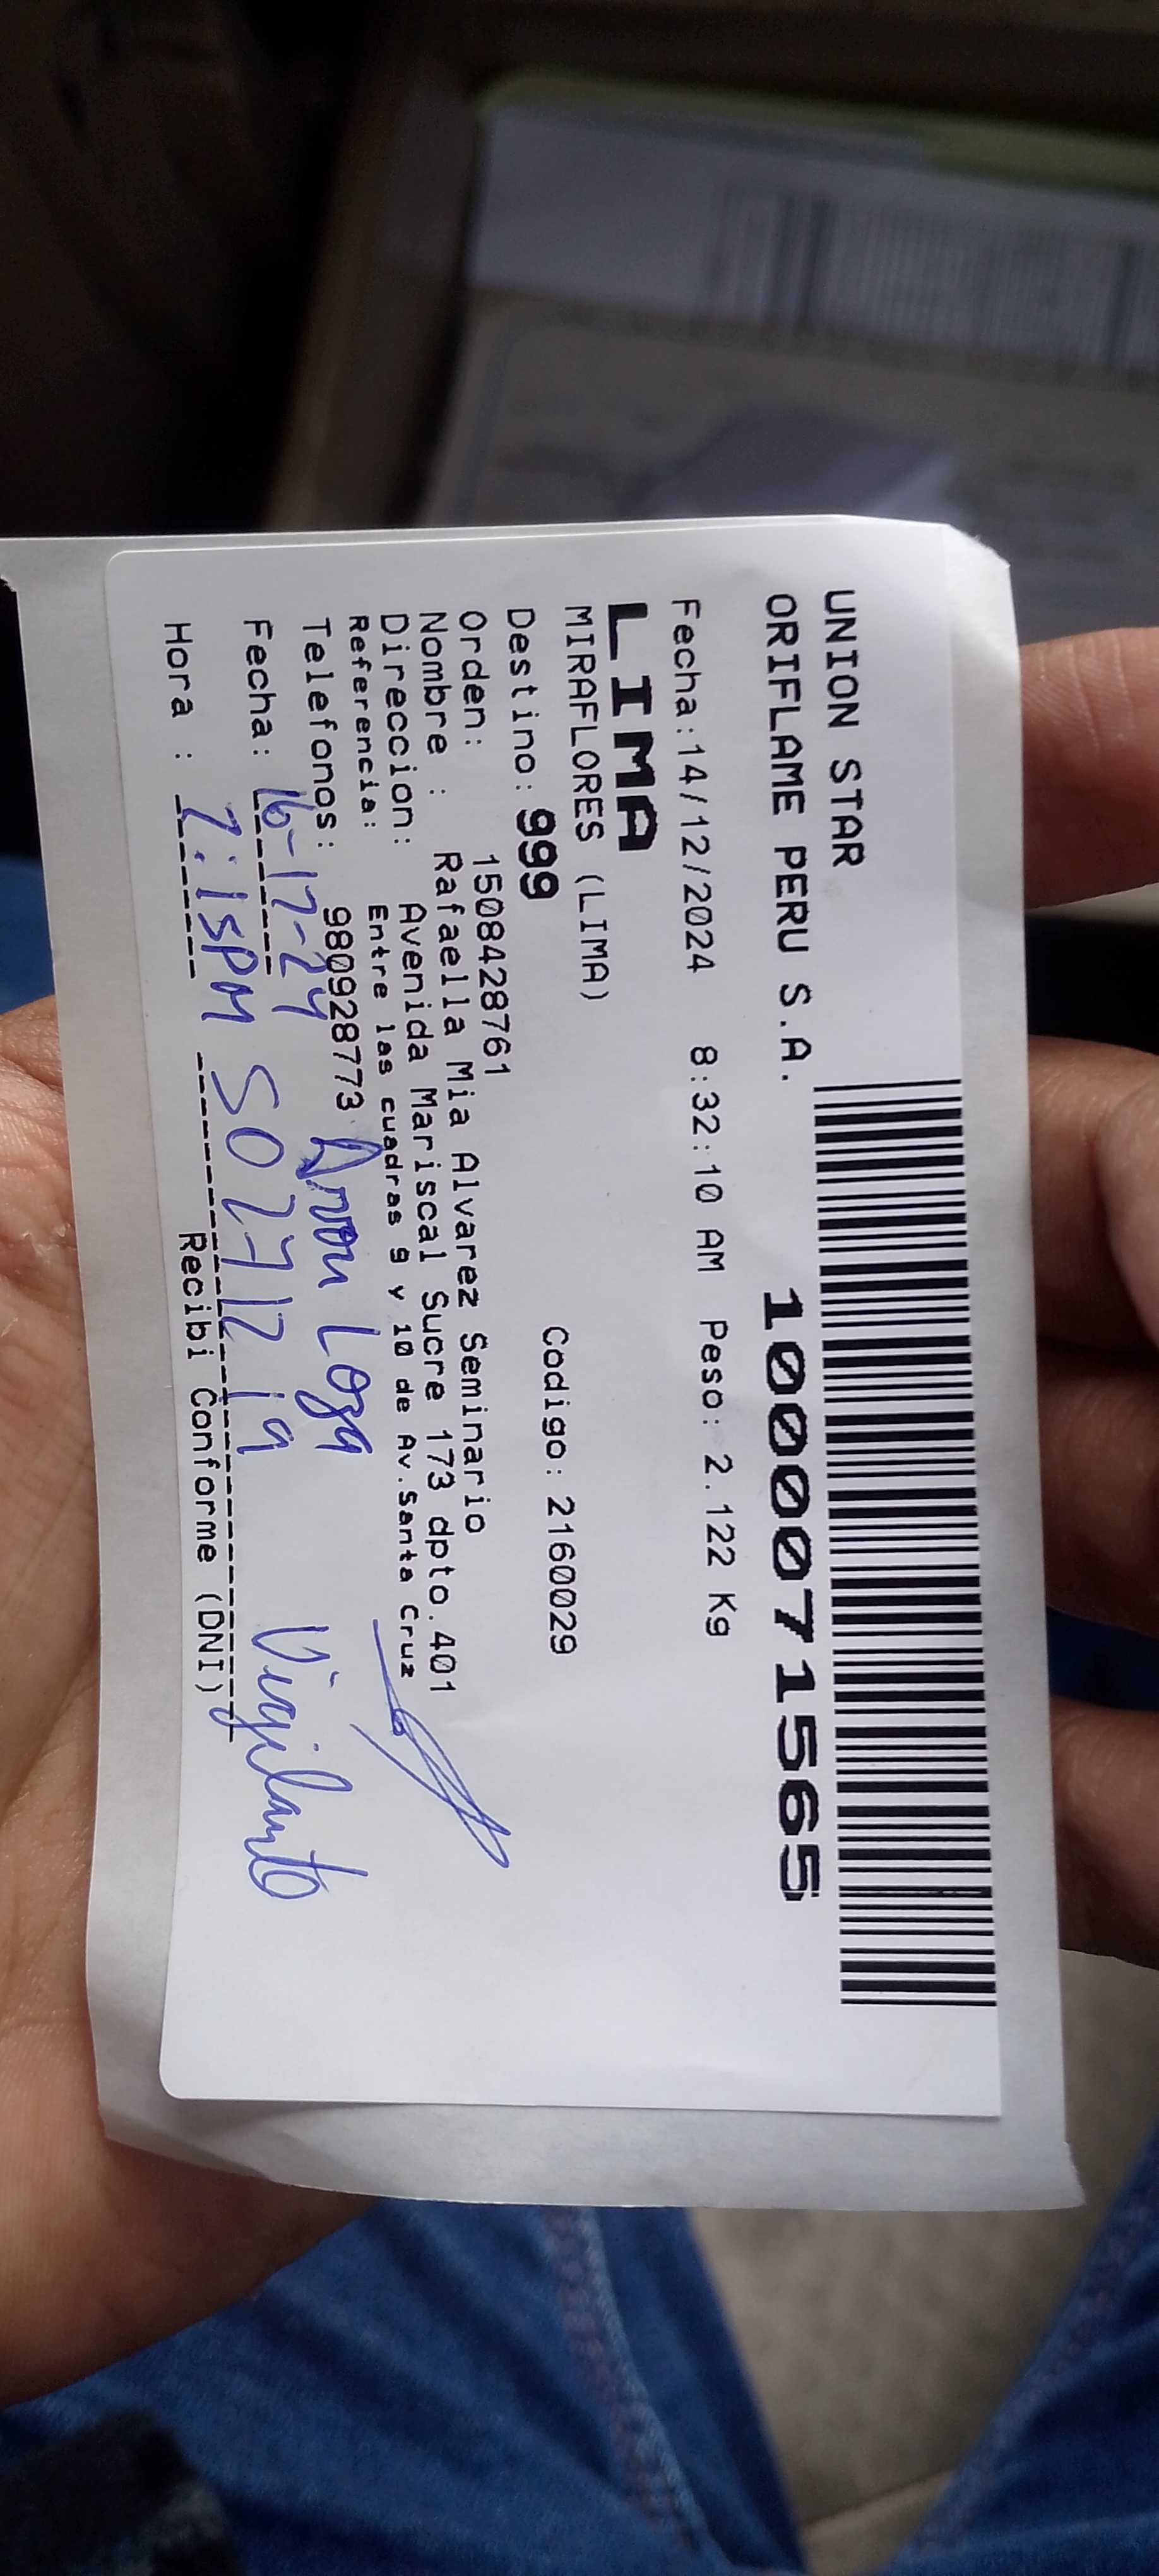 UNION STAR
ORIFLAME PERU S.A.
1000071565
Fecha:14/12/2024 8:32:10 AM Peso: 2.122 Kg
LIMA
MIRAFLORES (LIMA)
Destino: 999 Codigo: 2160029
Orden: 1508428761
Nombre : Rafaella Mia Alvarez Seminario
Direccion: Avenida Mariscal Sucre 173 dpto.401
Referencia: Entre las cuadras 9 y 10 de Av.Santa Cruz
Telefonos: 980928773
Fecha: 16-12-24 Loza
Hora : 7:15PM Vigilante
Recibi Conforme (DNI)